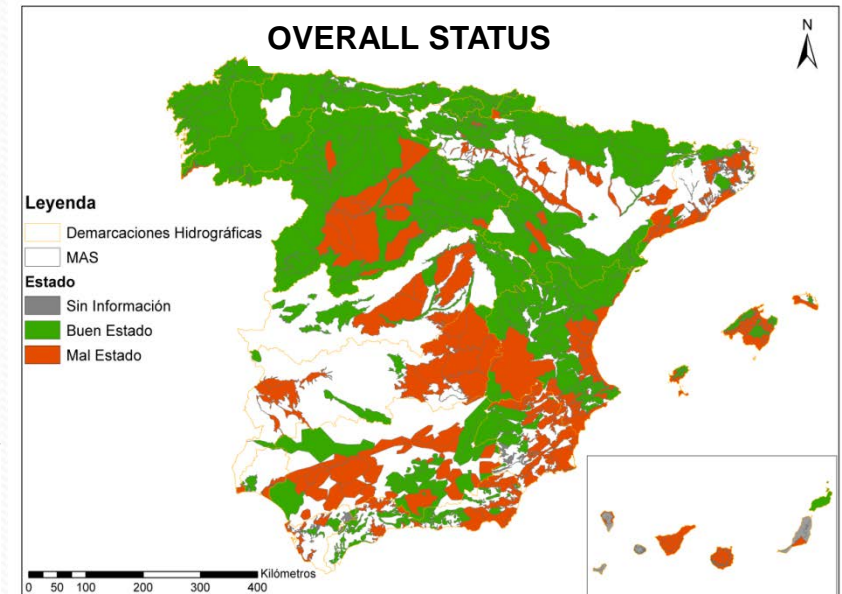 OVERALL STATUS
N
Leyenda
Demarcaciones Hidrográficas
MAS
Estado
Sin Información
Buen Estado
Mal Estado
Kilómetros
0 50 100 200 300 400